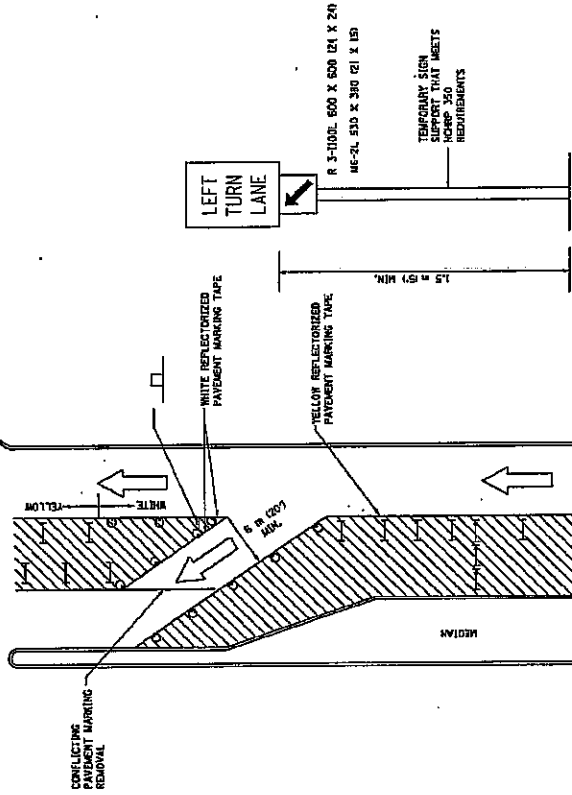 LEFT
TURN
LANE
R 3-I100L 600 X 600 (24 X 24)
M6-2L 530 X 380 (21 X 15)
TEMPORARY SIGN
SUPPORT THAT MEETS
NCHRP 350
REQUIREMENTS
1.5 m (5') MIN.
WHITE REFLECTORIZED
PAVEMENT MARKING TAPE
YELLOW REFLECTORIZED
PAVEMENT MARKING TAPE
YELLOW
WHITE
6 m (20')
MIN.
MEDIAN
CONFLICTING
PAVEMENT MARKING
REMOVAL